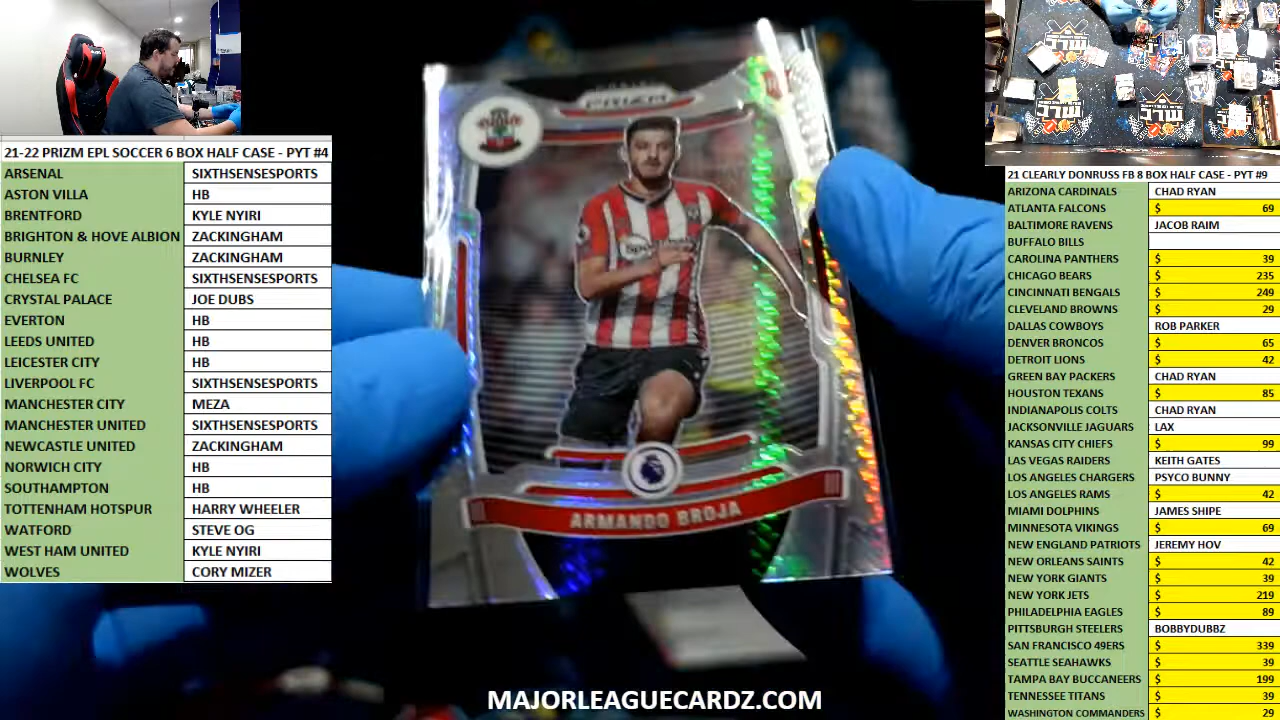 21-22 PRIZM EPL SOCCER 6 BOX HALF CASE - PYT #4
ARSENAL SIXTHSENSESPORTS
ASTON VILLA HB
BRENTFORD KYLE NYIRI
BRIGHTON & HOVE ALBION ZACKINGHAM
BURNLEY ZACKINGHAM
CHELSEA FC SIXTHSENSESPORTS
CRYSTAL PALACE JOE DUBS
EVERTON HB
LEEDS UNITED HB
LEICESTER CITY HB
LIVERPOOL FC SIXTHSENSESPORTS
MANCHESTER CITY MEZA
MANCHESTER UNITED SIXTHSENSESPORTS
NEWCASTLE UNITED ZACKINGHAM
NORWICH CITY HB
SOUTHAMPTON HB
TOTTENHAM HOTSPUR HARRY WHEELER
WATFORD STEVE OG
WEST HAM UNITED KYLE NYIRI
WOLVES CORY MIZER
PRIZM
ARMANDO BROJA
MAJORLEAGUECARDZ.COM
21 CLEARLY DONRUSS FB 8 BOX HALF CASE - PYT #9
ARIZONA CARDINALS CHAD RYAN
ATLANTA FALCONS $ 69
BALTIMORE RAVENS JACOB RAIM
BUFFALO BILLS
CAROLINA PANTHERS $ 39
CHICAGO BEARS $ 235
CINCINNATI BENGALS $ 249
CLEVELAND BROWNS $ 29
DALLAS COWBOYS ROB PARKER
DENVER BRONCOS $ 65
DETROIT LIONS $ 42
GREEN BAY PACKERS CHAD RYAN
HOUSTON TEXANS $ 85
INDIANAPOLIS COLTS CHAD RYAN
JACKSONVILLE JAGUARS LAX
KANSAS CITY CHIEFS $ 99
LAS VEGAS RAIDERS KEITH GATES
LOS ANGELES CHARGERS PSYCO BUNNY
LOS ANGELES RAMS $ 42
MIAMI DOLPHINS JAMES SHIPE
MINNESOTA VIKINGS $ 69
NEW ENGLAND PATRIOTS JEREMY HOV
NEW ORLEANS SAINTS $ 42
NEW YORK GIANTS $ 39
NEW YORK JETS $ 219
PHILADELPHIA EAGLES $ 89
PITTSBURGH STEELERS BOBBYDUBBZ
SAN FRANCISCO 49ERS $ 339
SEATTLE SEAHAWKS $ 39
TAMPA BAY BUCCANEERS $ 199
TENNESSEE TITANS $ 39
WASHINGTON COMMANDERS $ 29